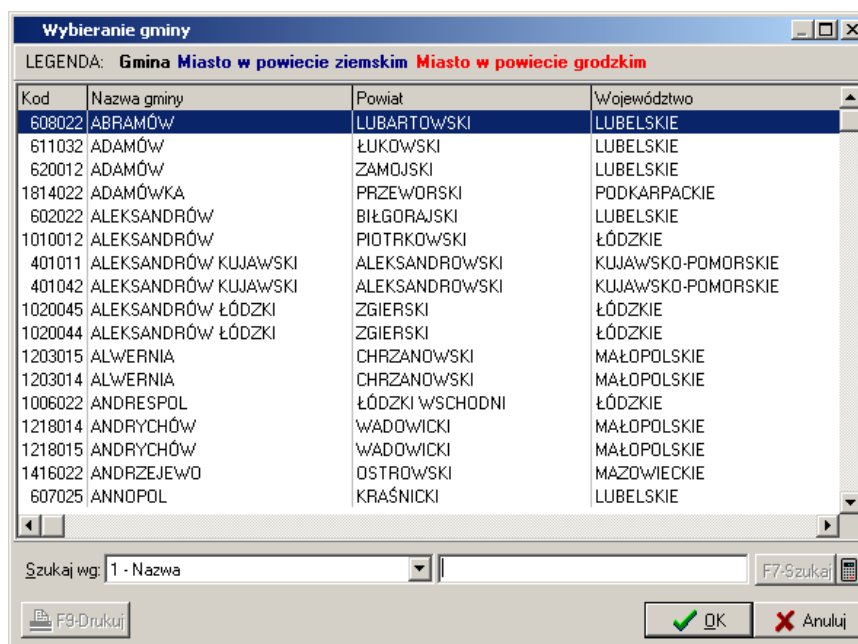 Wybieranie gminy
LEGENDA: Gmina Miasto w powiecie ziemskim Miasto w powiecie grodzkim
Kod Nazwa gminy Powiat Województwo
608022 ABRAMÓW LUBARTOWSKI LUBELSKIE
611032 ADAMÓW ŁUKOWSKI LUBELSKIE
620012 ADAMÓW ZAMOJSKI LUBELSKIE
1814022 ADAMÓWKA PRZEWORSKI PODKARPACKIE
602022 ALEKSANDRÓW BIŁGORAJSKI LUBELSKIE
1010012 ALEKSANDRÓW PIOTRKOWSKI ŁÓDZKIE
401011 ALEKSANDRÓW KUJAWSKI ALEKSANDROWSKI KUJAWSKO-POMORSKIE
401042 ALEKSANDRÓW KUJAWSKI ALEKSANDROWSKI KUJAWSKO-POMORSKIE
1020045 ALEKSANDRÓW ŁÓDZKI ZGIERSKI ŁÓDZKIE
1020044 ALEKSANDRÓW ŁÓDZKI ZGIERSKI ŁÓDZKIE
1203015 ALWERNIA CHRZANOWSKI MAŁOPOLSKIE
1203014 ALWERNIA CHRZANOWSKI MAŁOPOLSKIE
1006022 ANDRESPOL ŁÓDZKI WSCHODNI ŁÓDZKIE
1218014 ANDRYCHÓW WADOWICKI MAŁOPOLSKIE
1218015 ANDRYCHÓW WADOWICKI MAŁOPOLSKIE
1416022 ANDRZEJEWO OSTROWSKI MAZOWIECKIE
607025 ANNOPOL KRAŚNICKI LUBELSKIE
Szukaj wg: 1 - Nazwa F7-Szukaj
F9-Drukuj OK Anuluj